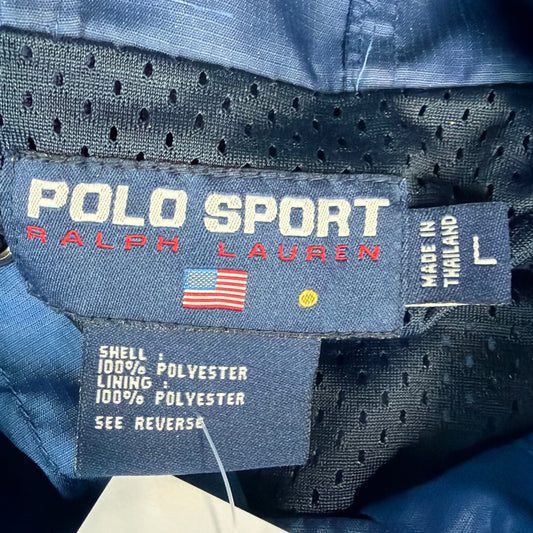 POLO SPORT
RALPH LAUREN
MADE IN
THAILAND
L
SHELL :
100% POLYESTER
LINING :
100% POLYESTER
SEE REVERSE